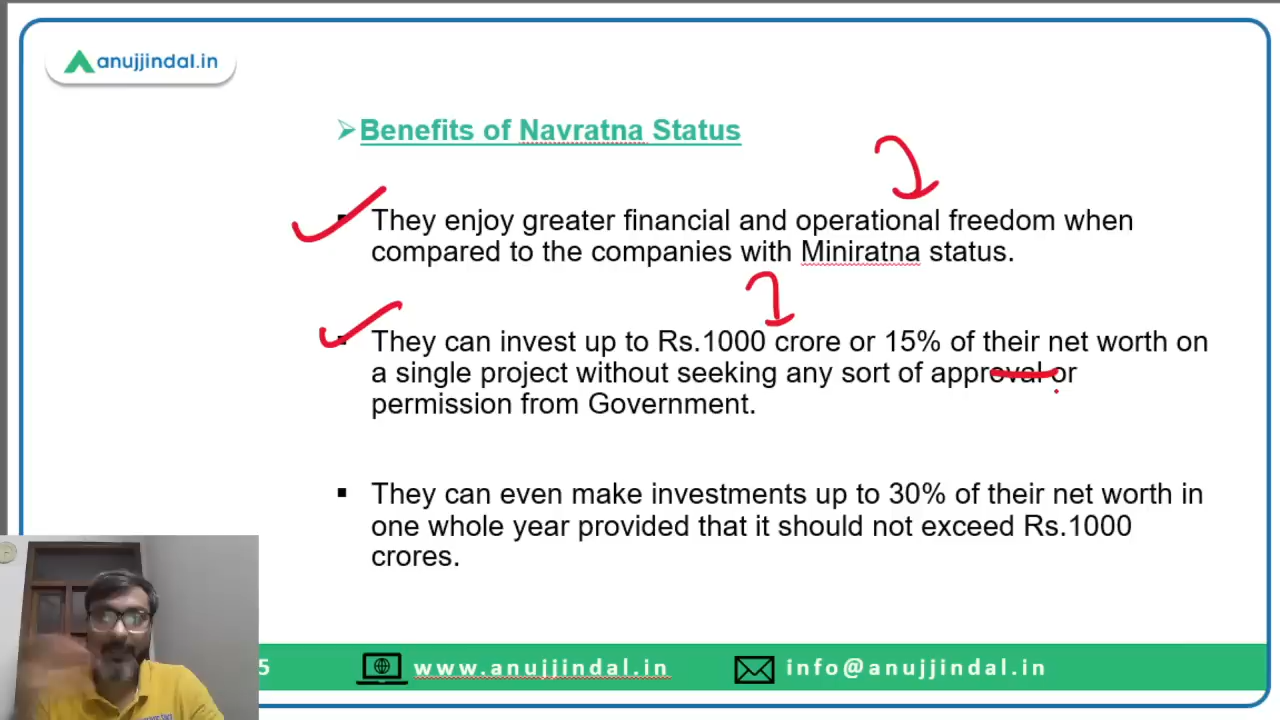 anujjindal.in
Benefits of Navratna Status
They enjoy greater financial and operational freedom when
compared to the companies with Miniratna status.
They can invest up to Rs.1000 crore or 15% of their net worth on
a single project without seeking any sort of approval or
permission from Government.
They can even make investments up to 30% of their net worth in
one whole year provided that it should not exceed Rs.1000
crores.
5 www.anujjindal.in info@anujjindal.in